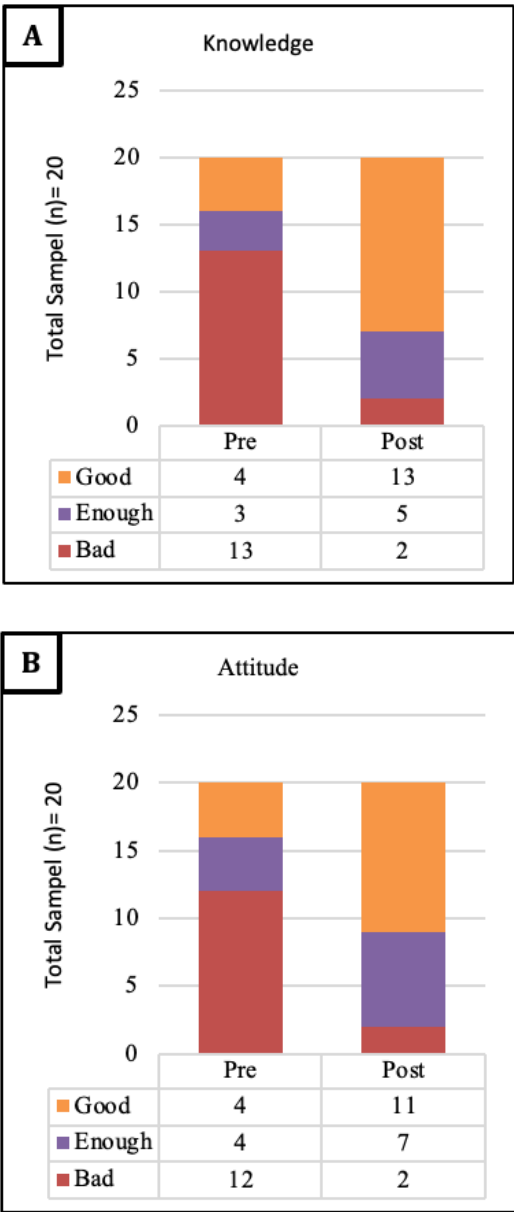 A
Knowledge
25
20
15
10
5
0
Total Sampel (n)= 20
Pre Post
Good 4 13
Enough 3 5
Bad 13 2
B
Attitude
25
20
15
10
5
0
Total Sampel (n)= 20
Pre Post
Good 4 11
Enough 4 7
Bad 12 2